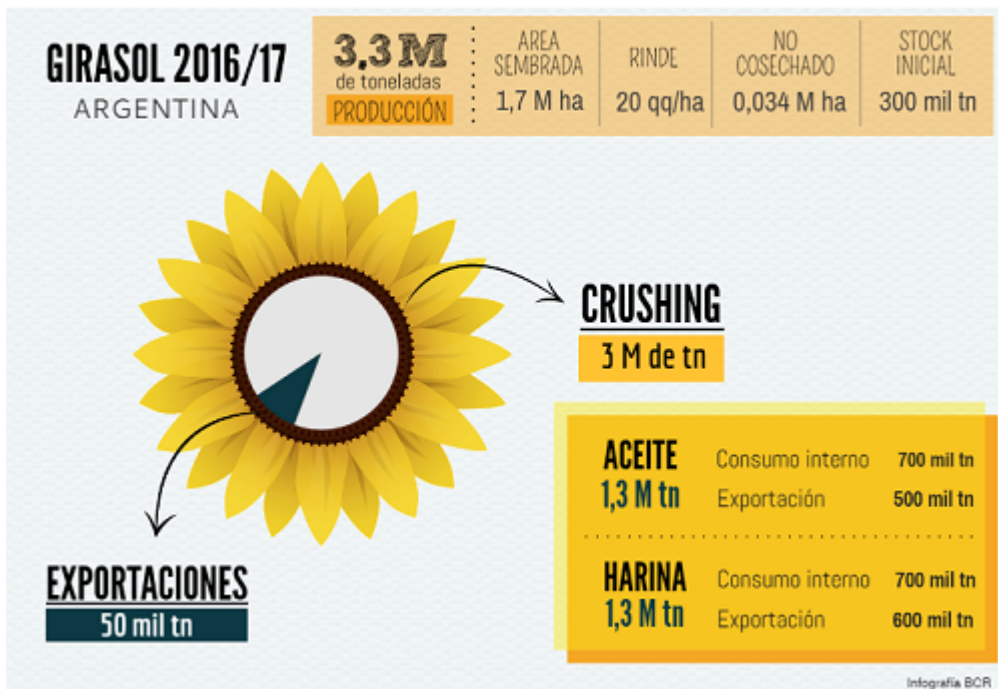 GIRASOL 2016/17
ARGENTINA
3,3 M
de toneladas
PRODUCCIÓN
AREA
SEMBRADA
1,7 M ha
RINDE
20 qq/ha
NO
COSECHADO
0,034 M ha
STOCK
INICIAL
300 mil tn
CRUSHING
3 M de tn
ACEITE
1,3 M tn
Consumo interno 700 mil tn
Exportación 500 mil tn
HARINA
1,3 M tn
Consumo interno 700 mil tn
Exportación 600 mil tn
EXPORTACIONES
50 mil tn
Infografía BCR